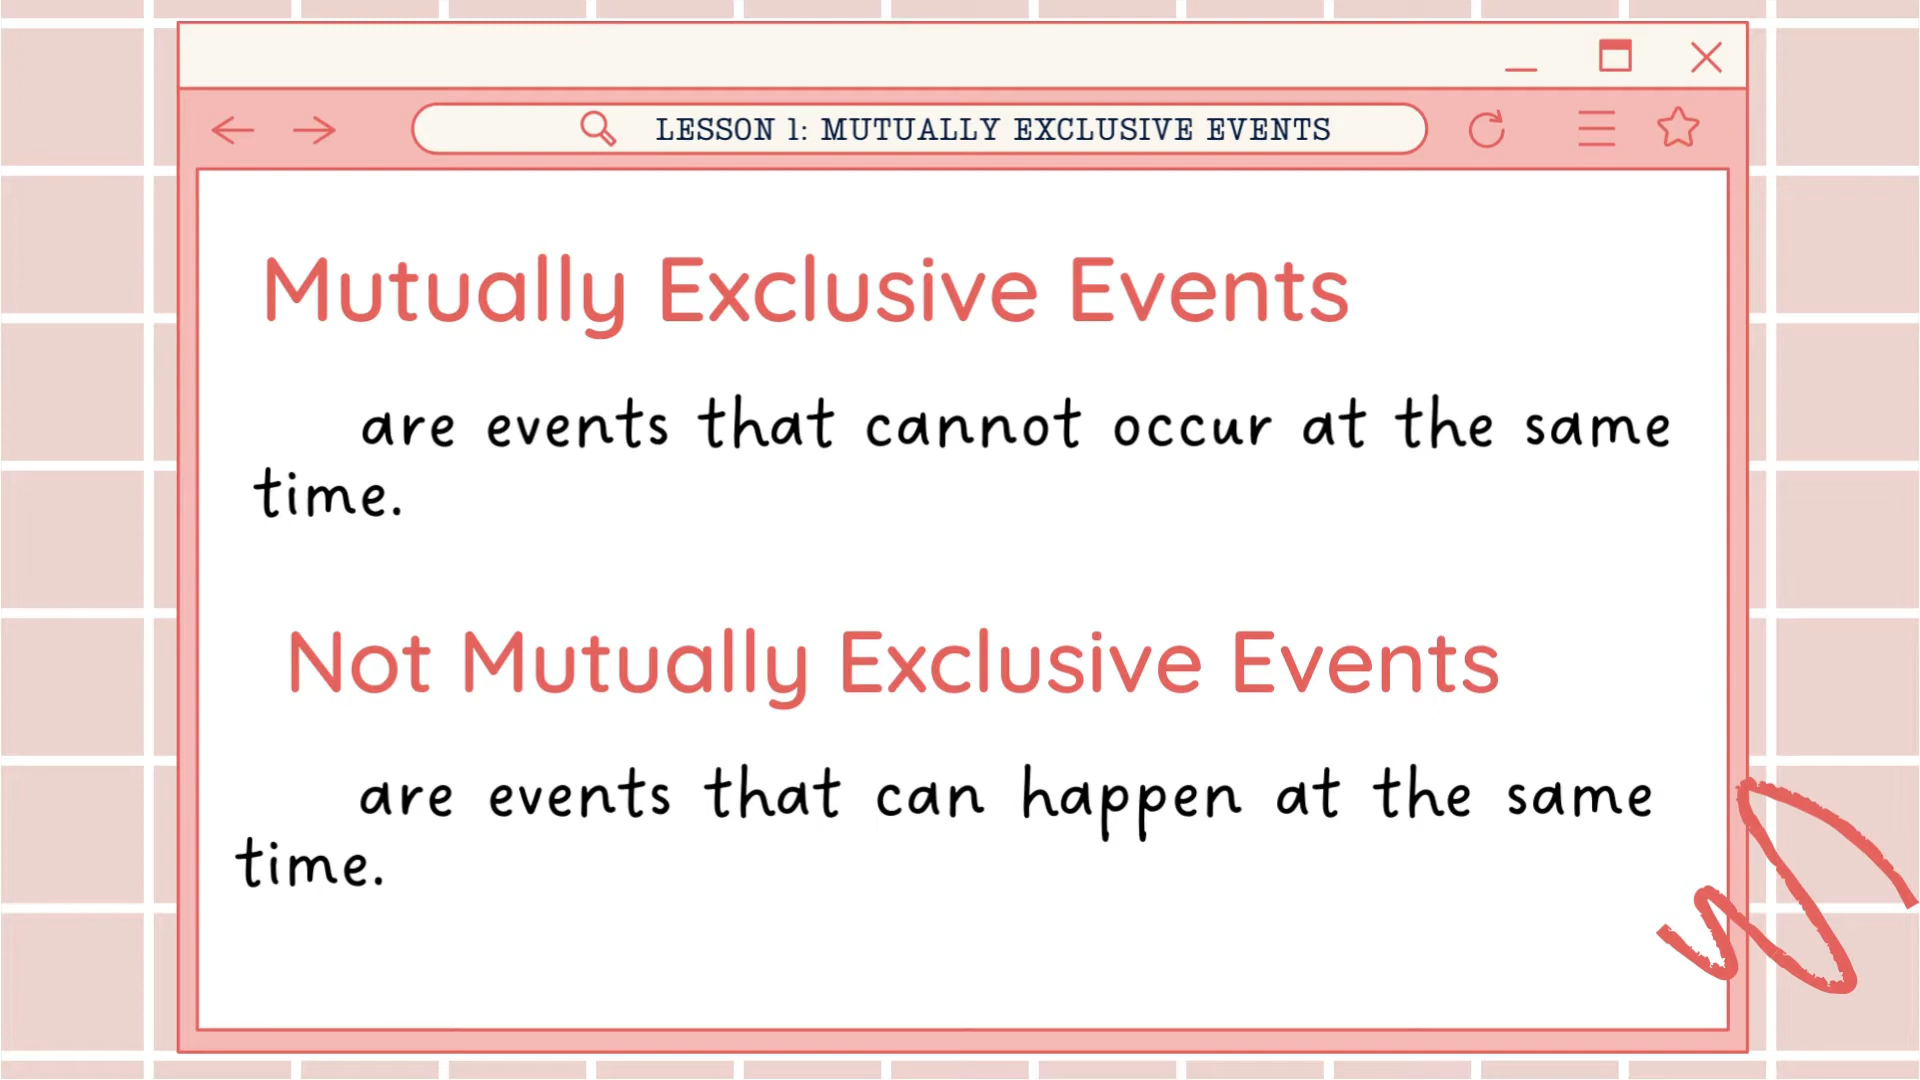 LESSON 1: MUTUALLY EXCLUSIVE EVENTS
Mutually Exclusive Events
are events that cannot occur at the same
time.
Not Mutually Exclusive Events
are events that can happen at the same
time.